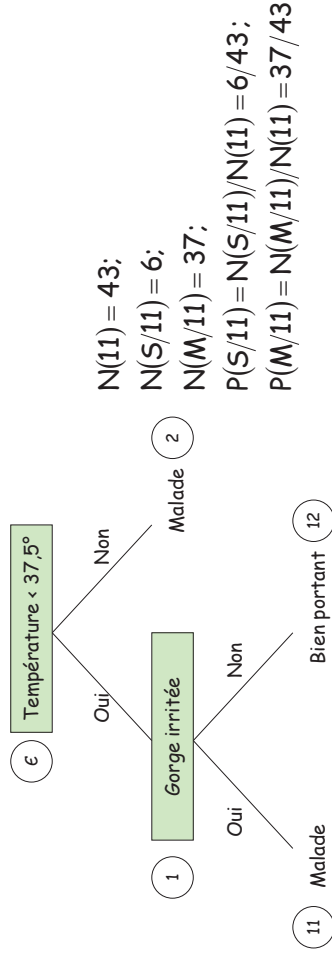 ε
Température < 37,5°
Oui
Non
1
Gorge irritée
Malade
2
Oui
Non
11
Malade
Bien portant
12
N(11) = 43;
N(S/11) = 6;
N(M/11) = 37;
P(S/11) = N(S/11)/N(11) = 6/43;
P(M/11) = N(M/11)/N(11) = 37/43